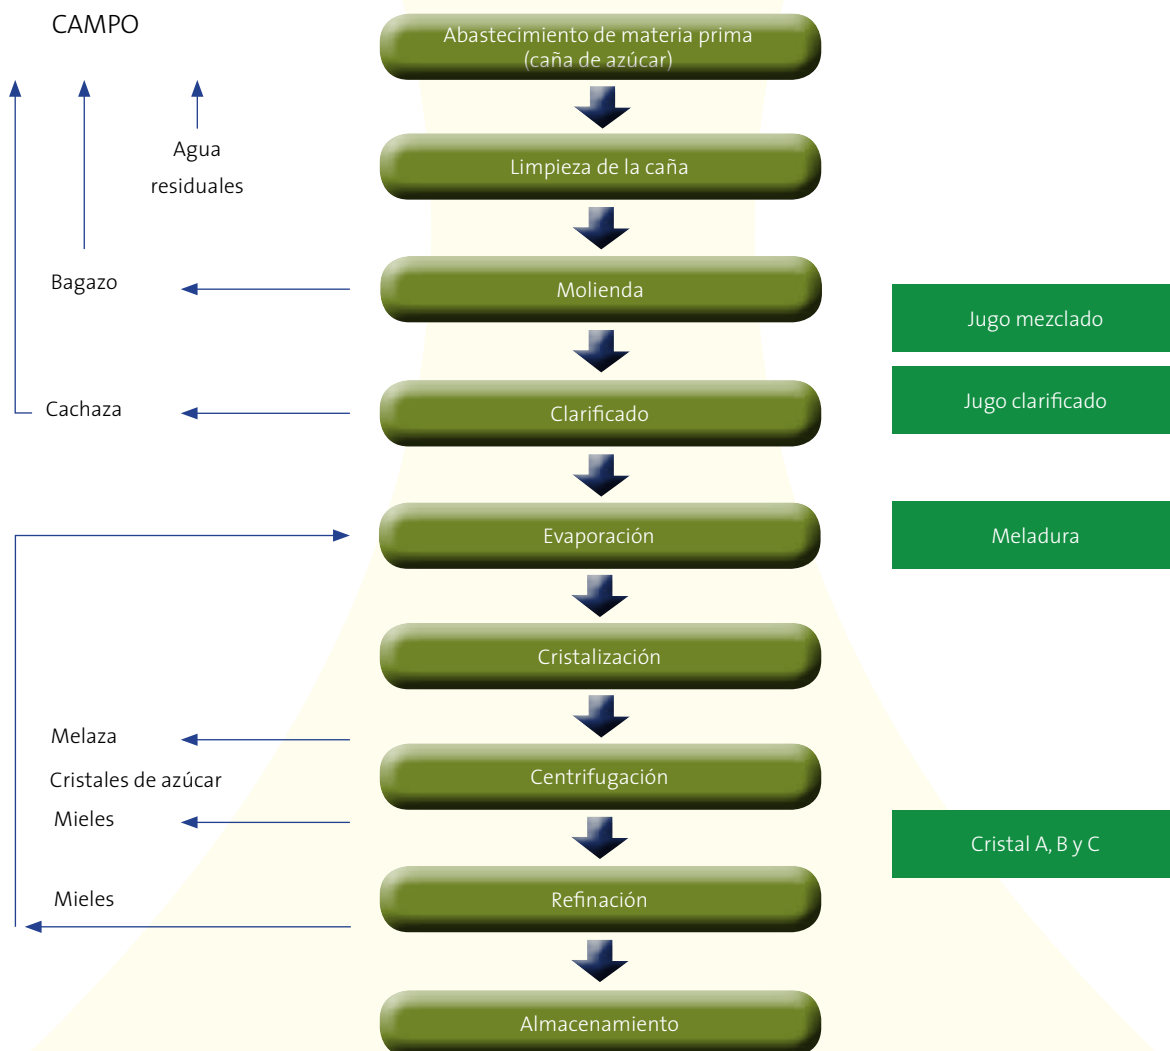 CAMPO
Abastecimiento de materia prima
(caña de azúcar)
Agua
residuales
Limpieza de la caña
Bagazo
Molienda
Jugo mezclado
Cachaza
Clarificado
Jugo clarificado
Evaporación
Meladura
Cristalización
Melaza
Cristales de azúcar
Mieles
Centrifugación
Cristal A, B y C
Mieles
Refinación
Almacenamiento